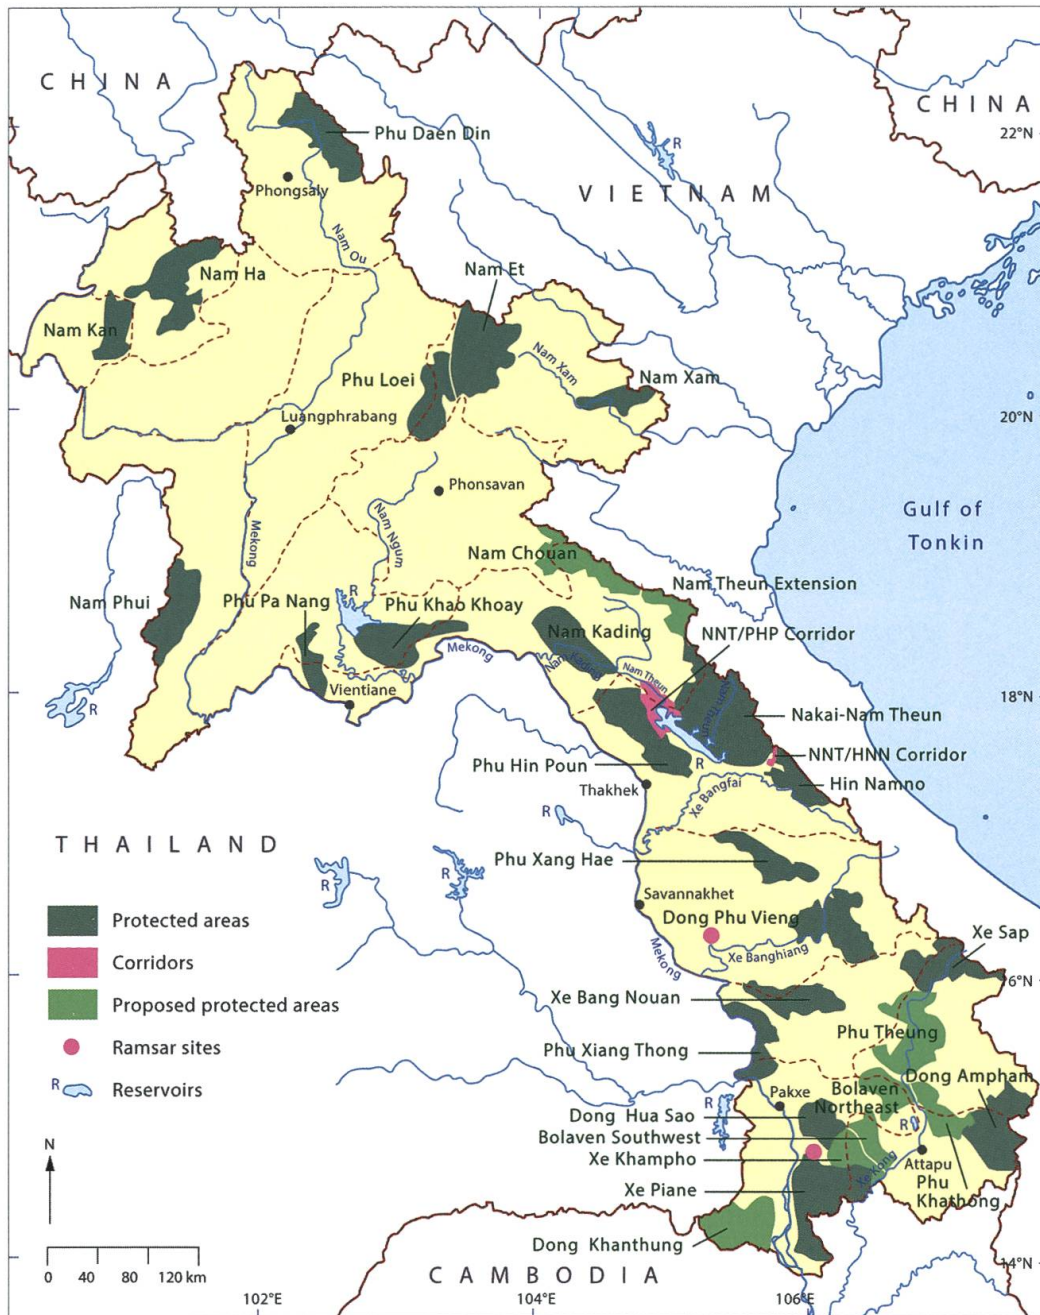 CHINA
CHINA
22°N
Phu Daen Din
R
Phongsaly
VIETNAM
Nam Ou
Nam Ha
Nam Et
Nam Kan
Nam Xam
Phu Loei
Nam Xam
Luangphrabang
20°N
Phonsavan
Gulf of
Tonkin
Mekong
Nam Ngum
Nam Chouan
Nam Theun Extension
Nam Phui
Phu Pa Nang
R
Phu Khao Khoay
Nam Kading
NNT/PHP Corridor
Mekong
Nam Kading
Nam Theun
Vientiane
18°N
R
Nam Theun
Nakai-Nam Theun
NNT/HNN Corridor
Phu Hin Poun
R
Hin Namno
Thakhek
Xe Bangfai
R
THAILAND
Phu Xang Hae
R
R
Savannakhet
Protected areas
Dong Phu Vieng
Xe Sap
Corridors
Mekong
Xe Banghiang
16°N
Proposed protected areas
Xe Bang Nouan
Phu Theung
Ramsar sites
Phu Xiang Thong
Dong Ampham
R
Reservoirs
Pakxe
Bolaven
Northeast
R
Dong Hua Sao
R
Bolaven Southwest
Xe Khampho
Xe Kong
Attapu
N
Xe Piane
Phu
Khathong
Dong Khanthung
0 40 80 120 km
CAMBODIA
14°N
102°E
104°E
106°E